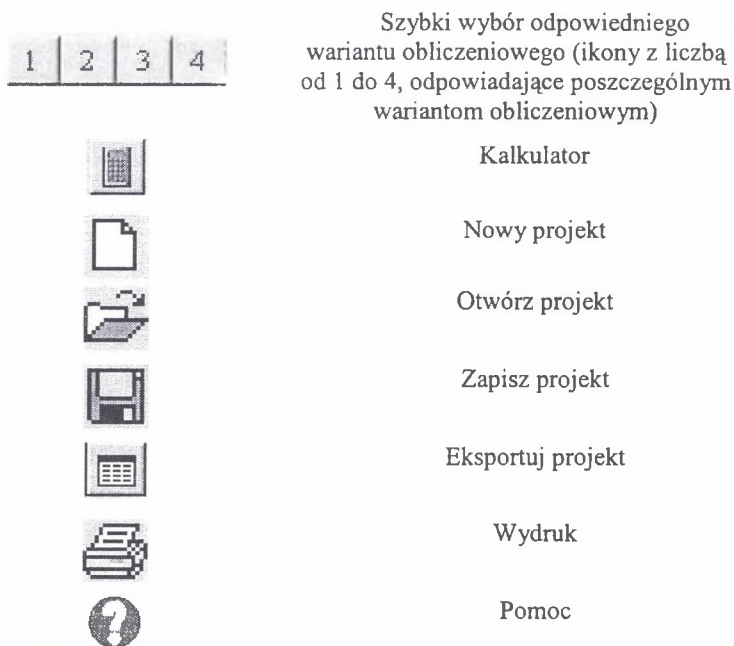 1 2 3 4
Szybki wybór odpowiedniego
wariantu obliczeniowego (ikony z liczbą
od 1 do 4, odpowiadające poszczególnym
wariantom obliczeniowym)
Kalkulator
Nowy projekt
Otwórz projekt
Zapisz projekt
Eksportuj projekt
Wydruk
?
Pomoc